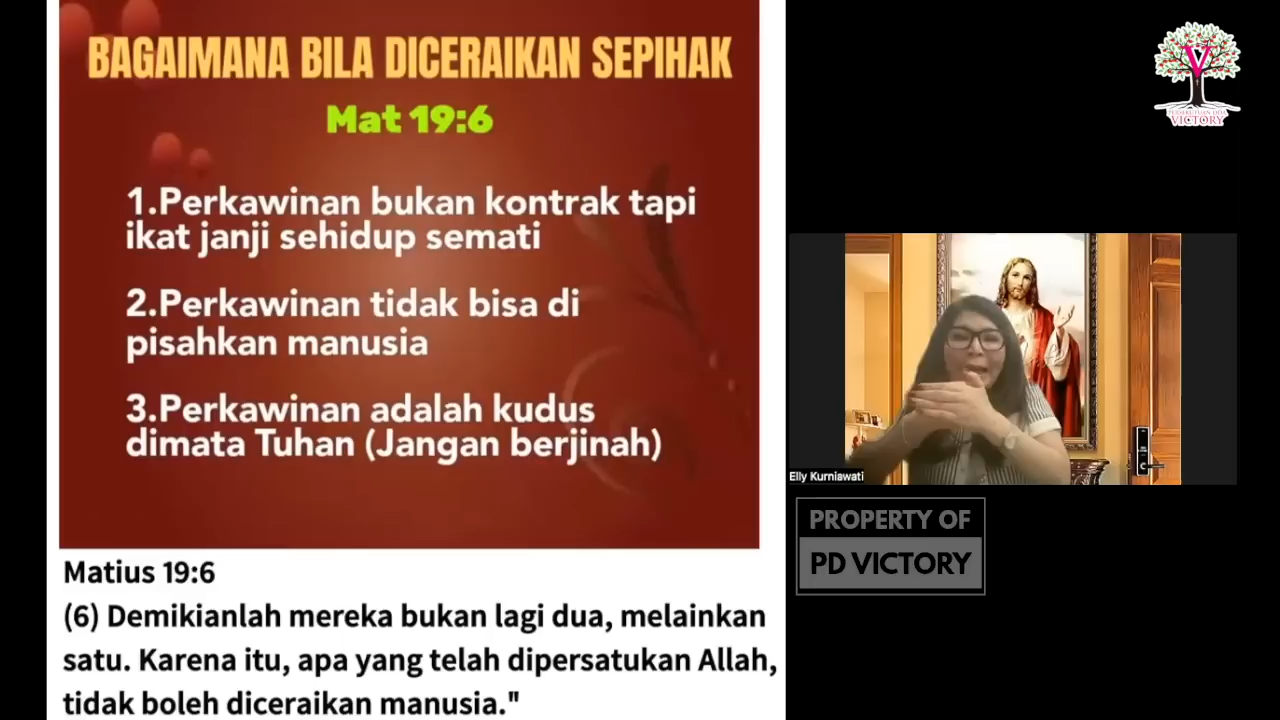 BAGAIMANA BILA DICERAIKAN SEPIHAK
Mat 19:6
1.Perkawinan bukan kontrak tapi
ikat janji sehidup semati
2.Perkawinan tidak bisa di
pisahkan manusia
3.Perkawinan adalah kudus
dimata Tuhan (Jangan berjinah)
Matius 19:6
(6) Demikianlah mereka bukan lagi dua, melainkan
satu. Karena itu, apa yang telah dipersatukan Allah,
tidak boleh diceraikan manusia."
V
PERSEKUTUAN DOA
VICTORY
Elly Kurniawati
PROPERTY OF
PD VICTORY